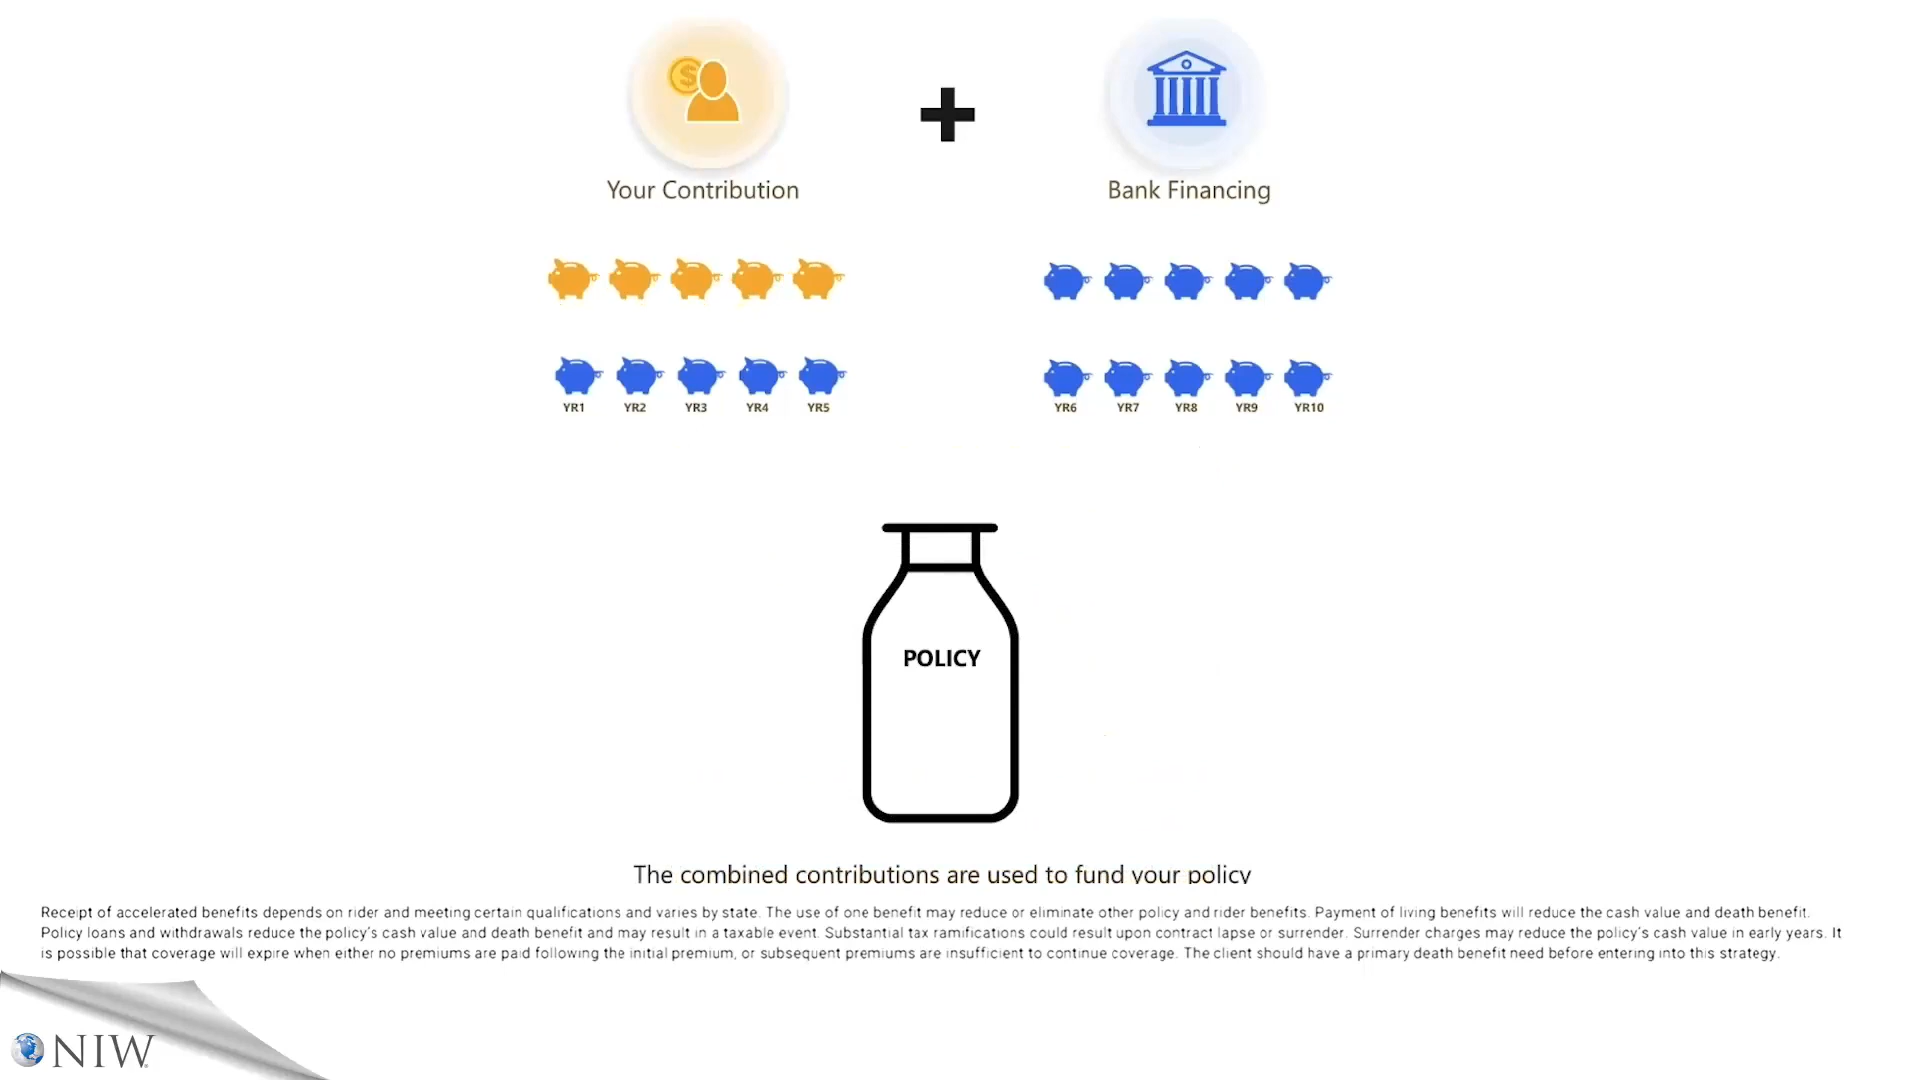 Your Contribution
Bank Financing
YR1 YR2 YR3 YR4 YR5
YR6 YR7 YR8 YR9 YR10
POLICY
The combined contributions are used to fund your policy
Receipt of accelerated benefits depends on rider and meeting certain qualifications and varies by state. The use of one benefit may reduce or eliminate other policy and rider benefits. Payment of living benefits will reduce the cash value and death benefit.
Policy loans and withdrawals reduce the policy's cash value and death benefit and may result in a taxable event. Substantial tax ramifications could result upon contract lapse or surrender. Surrender charges may reduce the policy's cash value in early years. It
is possible that coverage will expire when either no premiums are paid following the initial premium, or subsequent premiums are insufficient to continue coverage. The client should have a primary death benefit need before entering into this strategy.
NIW